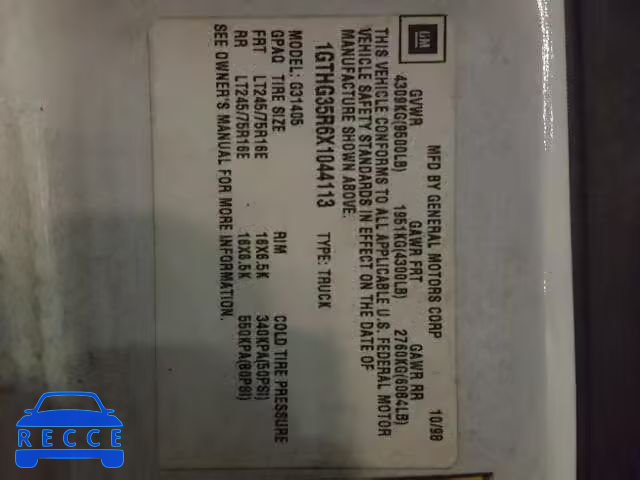 GM
MFD BY GENERAL MOTORS CORP 10/98
GVWR GAWR FRT GAWR RR
4309KG(9500LB) 1951KG(4300LB) 2760KG(6084LB)
THIS VEHICLE CONFORMS TO ALL APPLICABLE U.S. FEDERAL MOTOR
VEHICLE SAFETY STANDARDS IN EFFECT ON THE DATE OF
MANUFACTURE SHOWN ABOVE.
1GTHG35R6X1044113 TYPE: TRUCK
MODEL: G31405
GPAQ TIRE SIZE RIM COLD TIRE PRESSURE
FRT LT245/75R16E 16X6.5K 340KPA(50PSI)
RR LT245/75R16E 16X6.5K 550KPA(80PSI)
SEE OWNER'S MANUAL FOR MORE INFORMATION.
RECCE